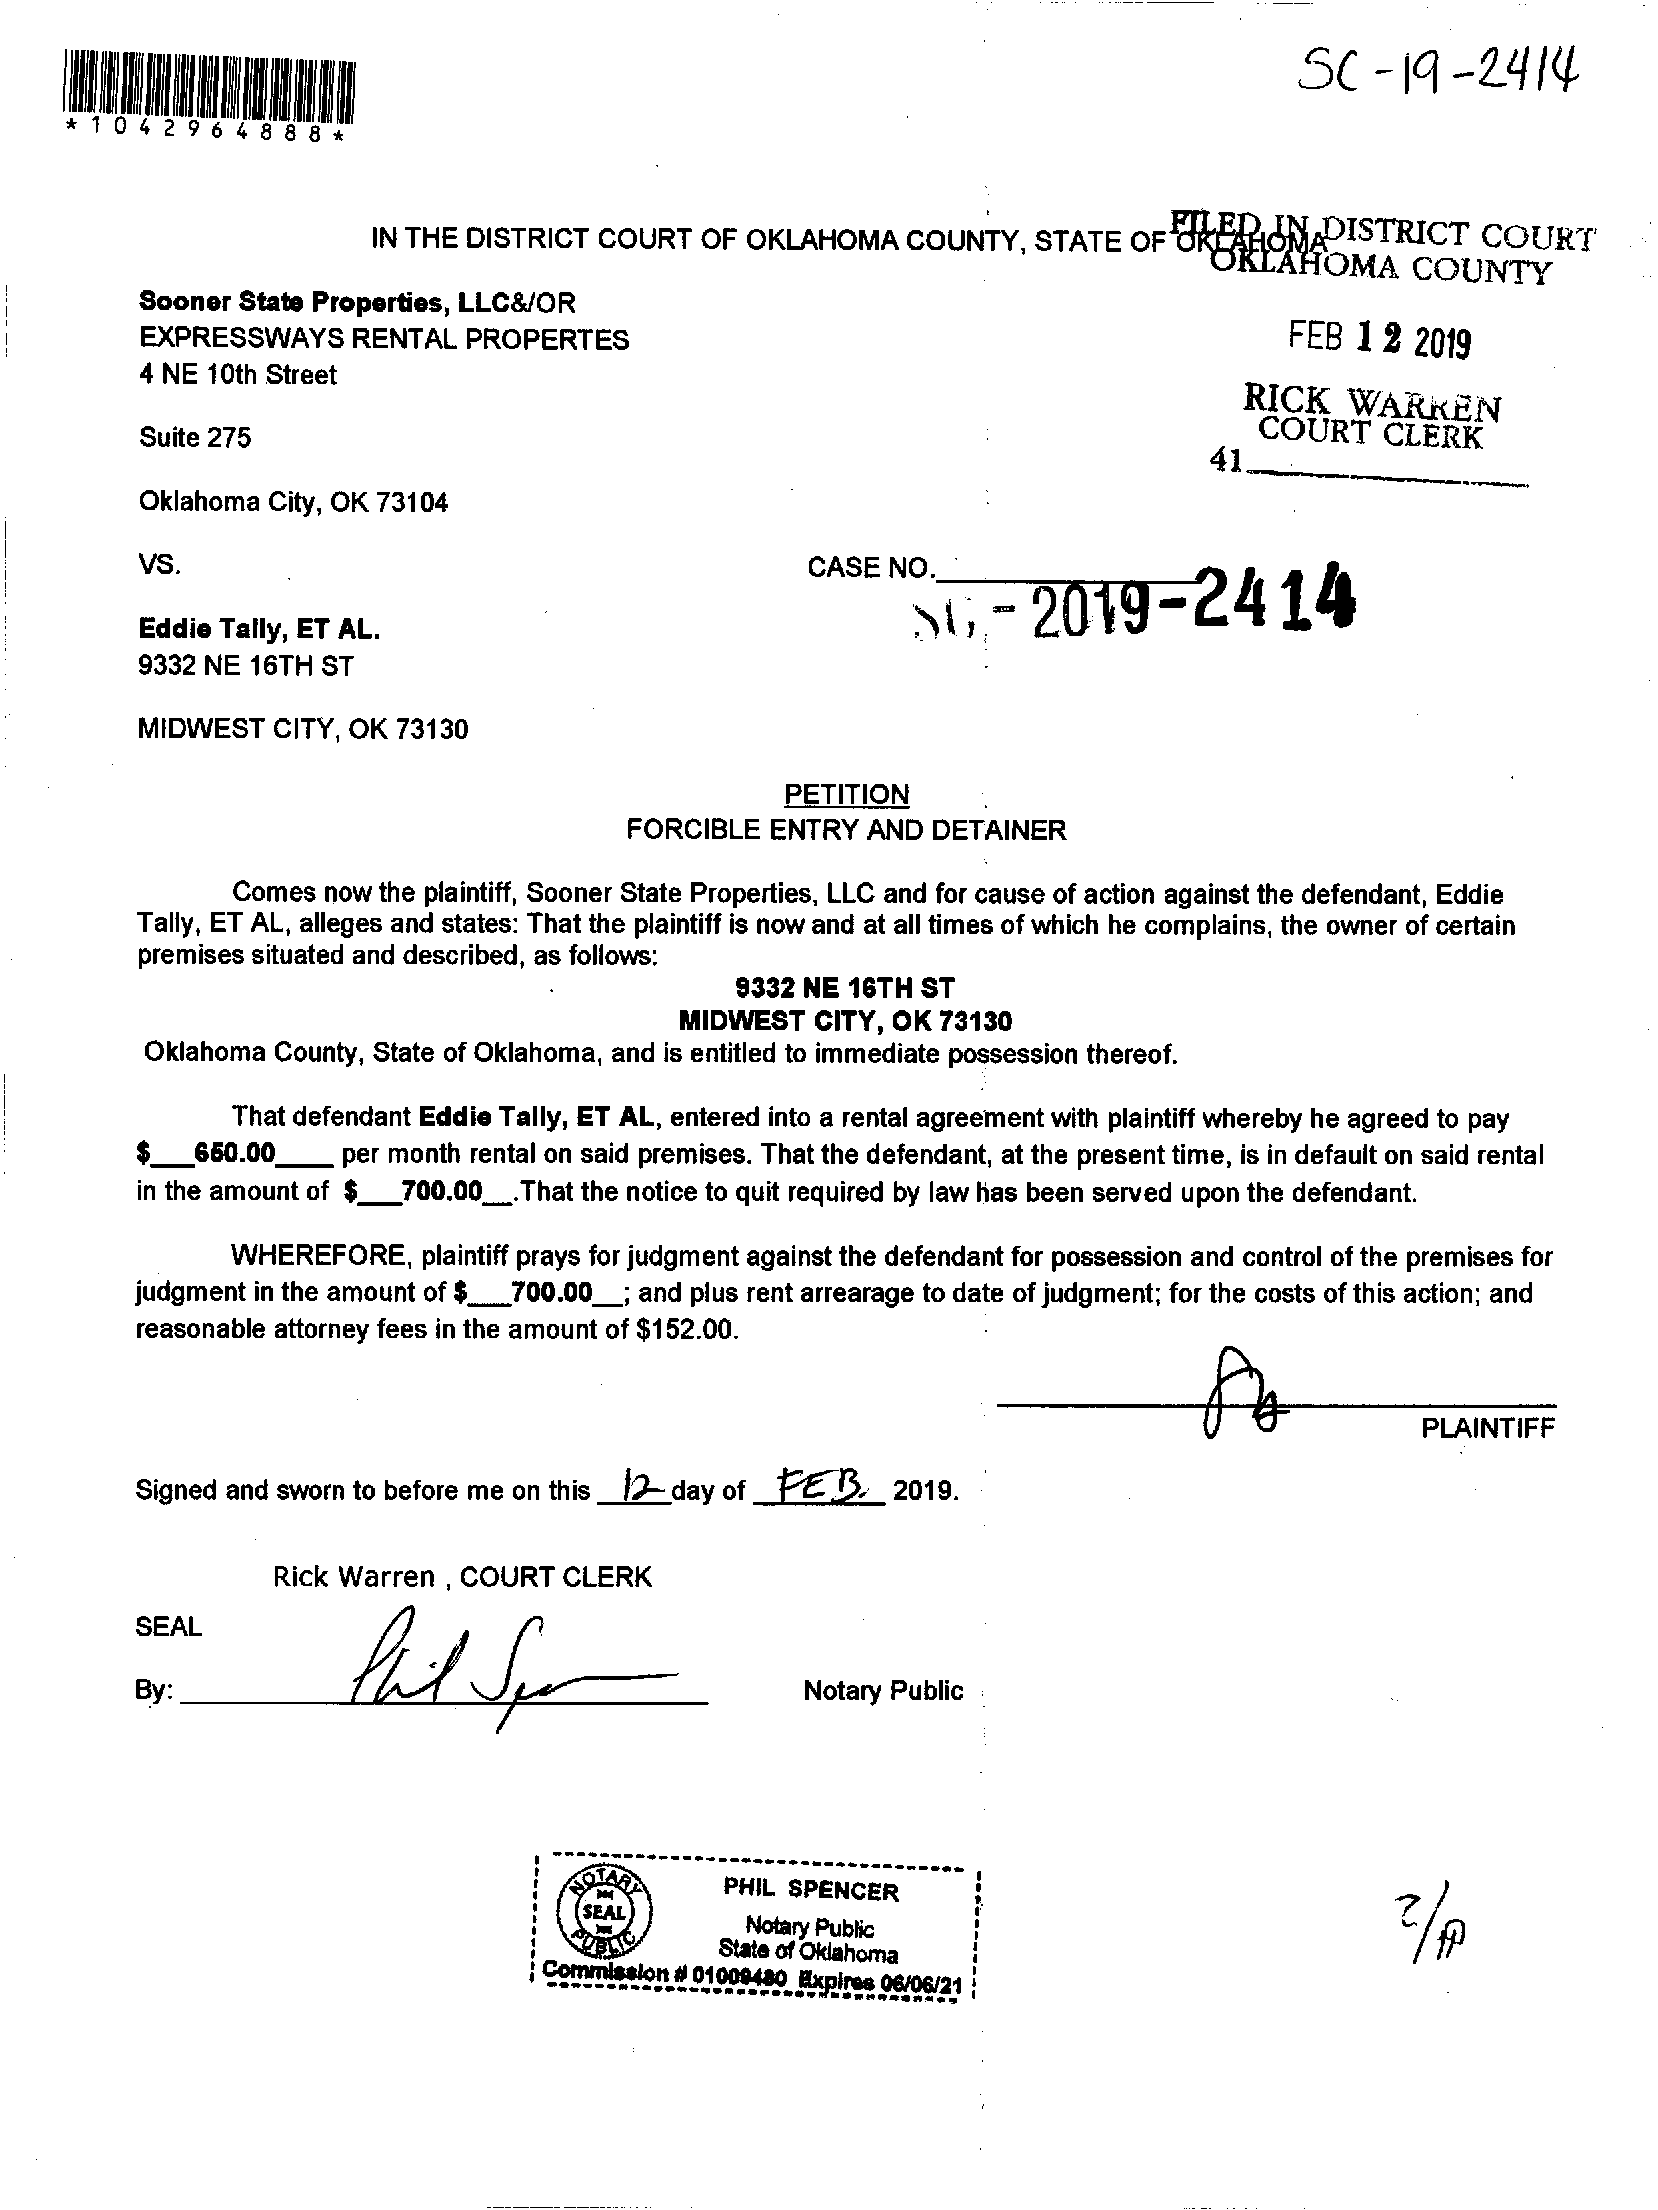 SC-19-2414
*1042964888*
IN THE DISTRICT COURT OF OKLAHOMA COUNTY, STATE OF OKLAHOMA
FILED IN DISTRICT COURT
OKLAHOMA COUNTY
Sooner State Properties, LLC&/OR
EXPRESSWAYS RENTAL PROPERTES
FEB 12 2019
4 NE 10th Street
RICK WARREN
COURT CLERK
Suite 275
41
Oklahoma City, OK 73104
VS.
CASE NO.
- 2019-2414
Eddie Tally, ET AL.
9332 NE 16TH ST
MIDWEST CITY, OK 73130
PETITION
FORCIBLE ENTRY AND DETAINER
Comes now the plaintiff, Sooner State Properties, LLC and for cause of action against the defendant, Eddie
Tally, ET AL, alleges and states: That the plaintiff is now and at all times of which he complains, the owner of certain
premises situated and described, as follows:
9332 NE 16TH ST
MIDWEST CITY, OK 73130
Oklahoma County, State of Oklahoma, and is entitled to immediate possession thereof.
That defendant Eddie Tally, ET AL, entered into a rental agreement with plaintiff whereby he agreed to pay
$___650.00____ per month rental on said premises. That the defendant, at the present time, is in default on said rental
in the amount of $___700.00__.That the notice to quit required by law has been served upon the defendant.
WHEREFORE, plaintiff prays for judgment against the defendant for possession and control of the premises for
judgment in the amount of $___700.00__; and plus rent arrearage to date of judgment; for the costs of this action; and
reasonable attorney fees in the amount of $152.00.
PLAINTIFF
Signed and sworn to before me on this 12 day of FEB. 2019.
Rick Warren , COURT CLERK
SEAL
By: Phil Spencer Notary Public
NOTARY PUBLIC
SEAL
PHIL SPENCER
Notary Public
State of Oklahoma
Commission # 01009480 Expires 06/06/21